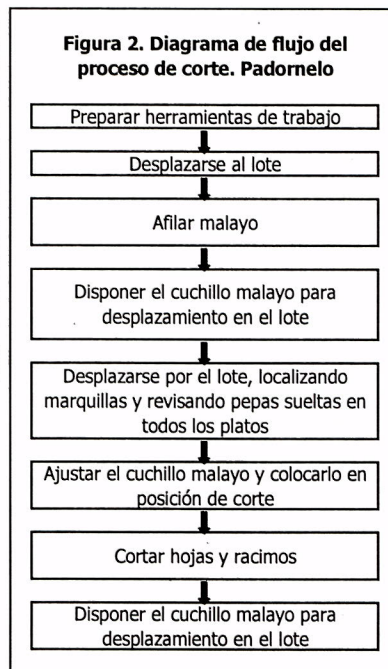 Figura 2. Diagrama de flujo del
proceso de corte. Padornelo
Preparar herramientas de trabajo
Desplazarse al lote
Afilar malayo
Disponer el cuchillo malayo para
desplazamiento en el lote
Desplazarse por el lote, localizando
marquillas y revisando pepas sueltas en
todos los platos
Ajustar el cuchillo malayo y colocarlo en
posición de corte
Cortar hojas y racimos
Disponer el cuchillo malayo para
desplazamiento en el lote